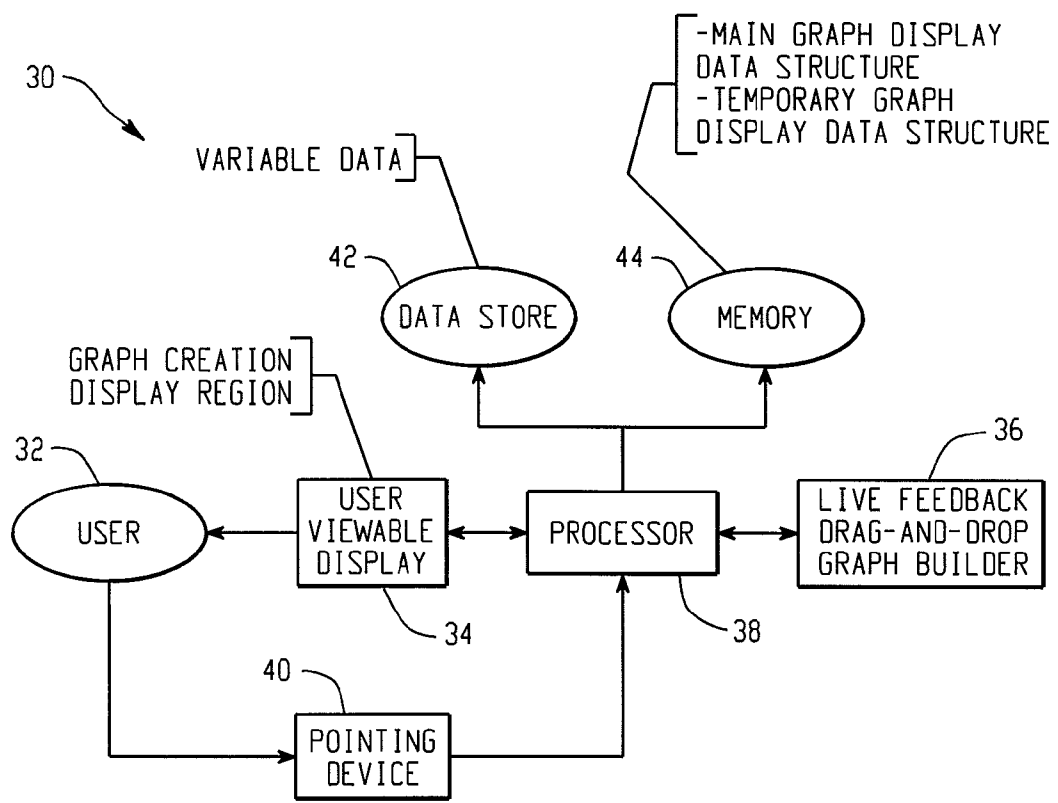 -MAIN GRAPH DISPLAY
DATA STRUCTURE
-TEMPORARY GRAPH
DISPLAY DATA STRUCTURE
30
VARIABLE DATA
42
DATA STORE
44
MEMORY
GRAPH CREATION
DISPLAY REGION
32
USER
USER
VIEWABLE
DISPLAY
34
PROCESSOR
38
36
LIVE FEEDBACK
DRAG-AND-DROP
GRAPH BUILDER
40
POINTING
DEVICE